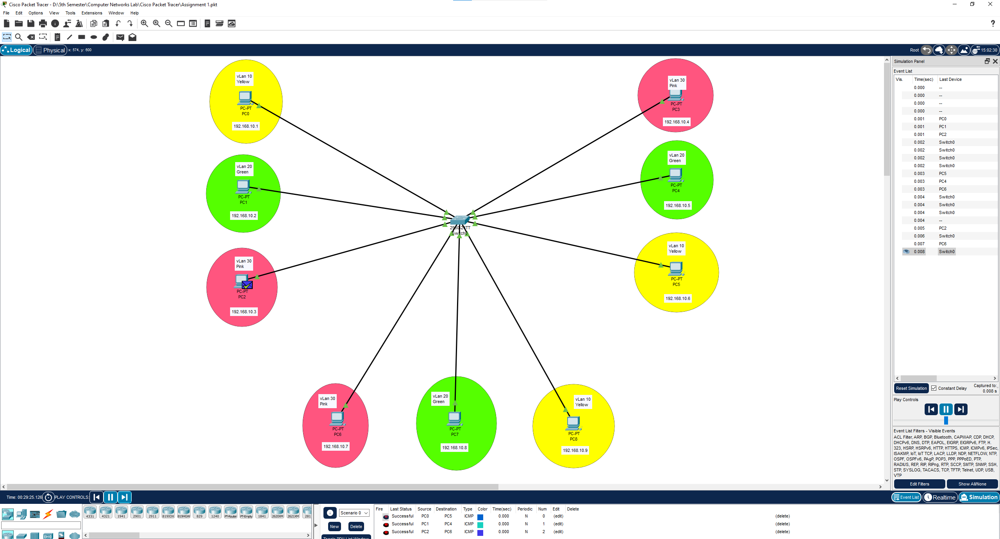 Cisco Packet Tracer - D:\5th Semester\Computer Networks Lab\Cisco Packet Tracer\Assignment 1.pkt
File Edit Options View Tools Extensions Window Help
Logical Physical x: 574, y: 600 Root 15:02:30
vLan 10
Yellow
PC-PT
PC0
192.168.10.1
vLan 20
Green
PC-PT
PC1
192.168.10.2
vLan 30
Pink
PC-PT
PC2
192.168.10.3
vLan 30
Pink
PC-PT
PC3
192.168.10.4
vLan 20
Green
PC-PT
PC4
192.168.10.5
vLan 10
Yellow
PC-PT
PC5
192.168.10.6
2960-24TT
Switch0
vLan 30
Pink
PC-PT
PC6
192.168.10.7
vLan 20
Green
PC-PT
PC7
192.168.10.8
vLan 10
Yellow
PC-PT
PC8
192.168.10.9
Simulation Panel
Event List
Vis. Time(sec) Last Device
0.000 --
0.000 --
0.000 --
0.000 --
0.001 PC0
0.001 PC1
0.001 PC2
0.002 Switch0
0.002 Switch0
0.002 Switch0
0.002 Switch0
0.003 PC5
0.003 PC4
0.003 PC6
0.004 Switch0
0.004 Switch0
0.004 Switch0
0.004 --
0.005 PC2
0.006 Switch0
0.007 PC6
0.008 Switch0
Reset Simulation Constant Delay Captured to:
0.008 s
Play Controls
Event List Filters - Visible Events
ACL Filter, ARP, BGP, Bluetooth, CAPWAP, CDP, DHCP,
DHCPv6, DNS, DTP, EAPOL, EIGRP, EIGRPv6, FTP, H.
323, HSRP, HSRPv6, HTTP, HTTPS, ICMP, ICMPv6, IPSec,
ISAKMP, IoT, IoT TCP, LACP, LLDP, NDP, NETFLOW, NTP,
OSPF, OSPFv6, PAgP, POP3, PPP, PPPoED, PTP,
RADIUS, REP, RIP, RIPng, RTP, SCCP, SMTP, SNMP, SSH,
STP, SYSLOG, TACACS, TCP, TFTP, Telnet, UDP, USB,
VTP
Edit Filters Show All/None
Time: 00:29:25.126 PLAY CONTROLS: Event List Realtime Simulation
4331 4321 1941 2901 2911 819IOX 819HGW 829 1240 PT-Router PT-Empty 1841 2620XM 2621XM 281
Scenario 0
New Delete
Toggle PDU List Window
Fire Last Status Source Destination Type Color Time(sec) Periodic Num Edit Delete
Successful PC0 PC5 ICMP 0.000 N 0 (edit) (delete)
Successful PC1 PC4 ICMP 0.000 N 1 (edit) (delete)
Successful PC2 PC6 ICMP 0.000 N 2 (edit) (delete)